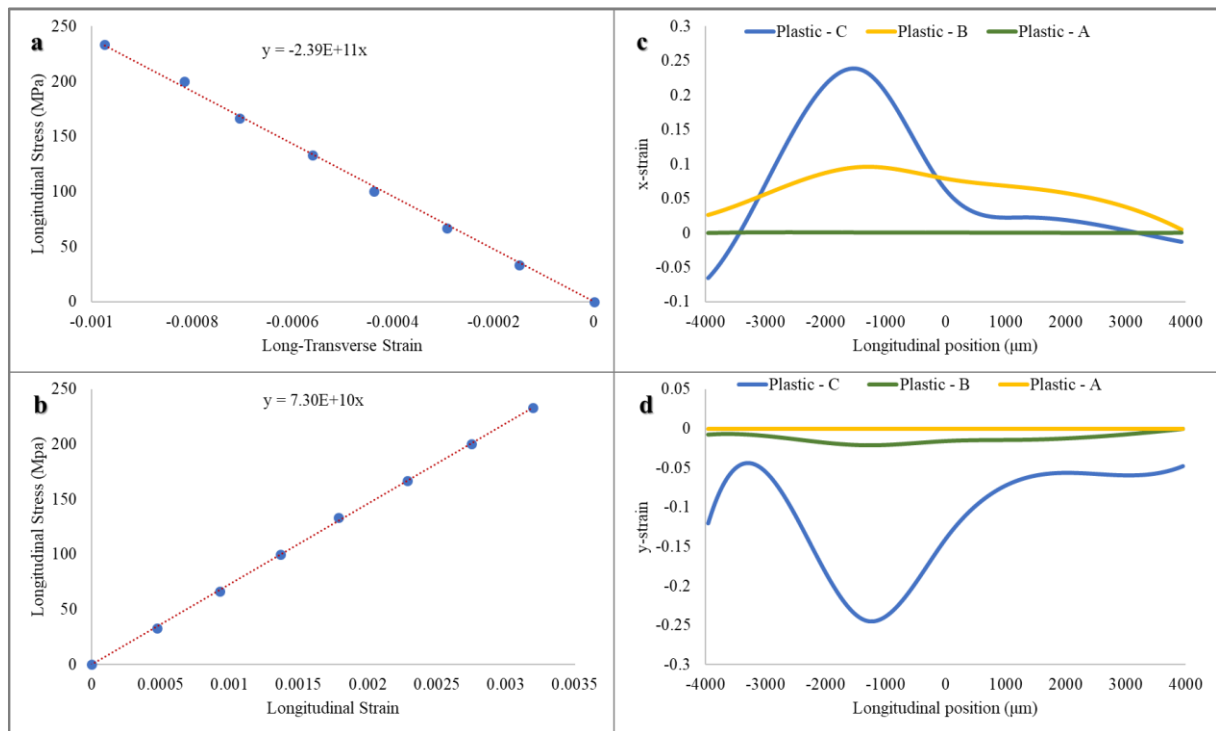 a
y = -2.39E+11x
Longitudinal Stress (MPa)
250
200
150
100
50
0
-0.001 -0.0008 -0.0006 -0.0004 -0.0002 0
Long-Transverse Strain
c
Plastic - C Plastic - B Plastic - A
x-strain
0.3
0.25
0.2
0.15
0.1
0.05
0
-0.05
-0.1
-4000 -3000 -2000 -1000 0 1000 2000 3000 4000
Longitudinal position (μm)
b
y = 7.30E+10x
Longitudinal Stress (Mpa)
250
200
150
100
50
0
0 0.0005 0.001 0.0015 0.002 0.0025 0.003 0.0035
Longitudinal Strain
d
Plastic - C Plastic - B Plastic - A
y-strain
0.05
0
-0.05
-0.1
-0.15
-0.2
-0.25
-0.3
-4000 -3000 -2000 -1000 0 1000 2000 3000 4000
Longitudinal position (μm)